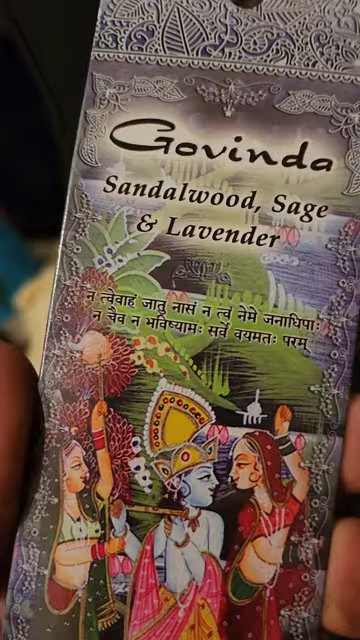 Govinda
Sandalwood, Sage
& Lavender
न त्वेवाहं जातु नासं न त्वं नेमे जनाधिपाः
न चैव न भविष्यामः सर्वे वयमतः परम्